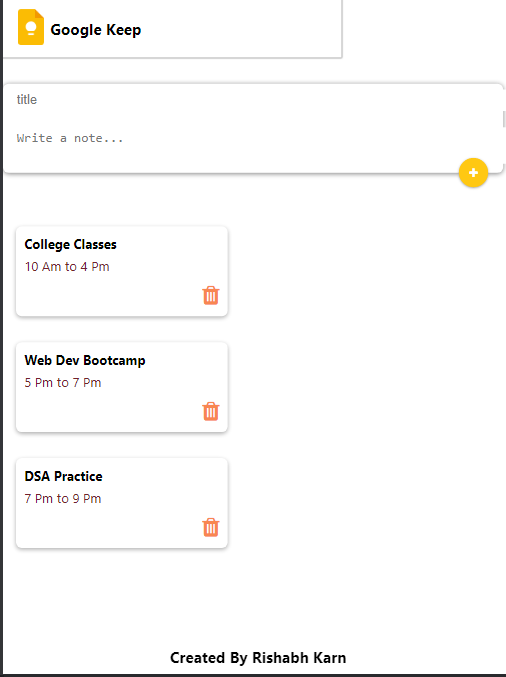 Google Keep
title
Write a note...
College Classes
10 Am to 4 Pm
Web Dev Bootcamp
5 Pm to 7 Pm
DSA Practice
7 Pm to 9 Pm
Created By Rishabh Karn